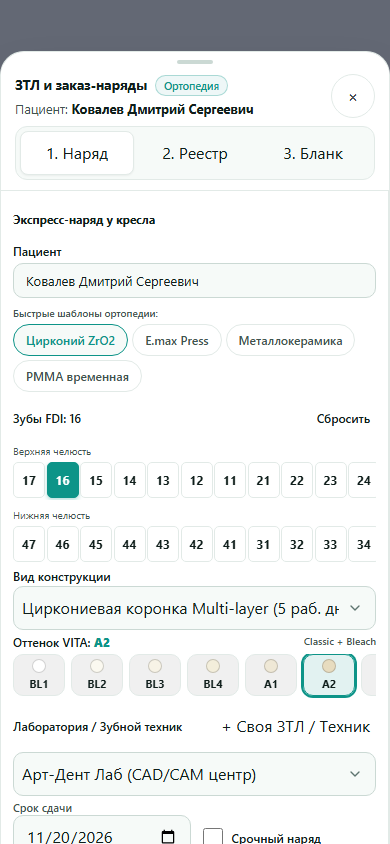 ЗТЛ и заказ-наряды Ортопедия
Пациент: Ковалев Дмитрий Сергеевич
×
1. Наряд 2. Реестр 3. Бланк
Экспресс-наряд у кресла
Пациент
Ковалев Дмитрий Сергеевич
Быстрые шаблоны ортопедии:
Цирконий ZrO2 E.max Press Металлокерамика
PMMA временная
Зубы FDI: 16 Сбросить
Верхняя челюсть
17 16 15 14 13 12 11 21 22 23 24
Нижняя челюсть
47 46 45 44 43 42 41 31 32 33 34
Вид конструкции
Циркониевая коронка Multi-layer (5 раб. дн
Оттенок VITA: A2 Classic + Bleach
BL1 BL2 BL3 BL4 A1 A2
Лаборатория / Зубной техник + Своя ЗТЛ / Техник
Арт-Дент Лаб (CAD/CAM центр)
Срок сдачи
11/20/2026 Срочный наряд